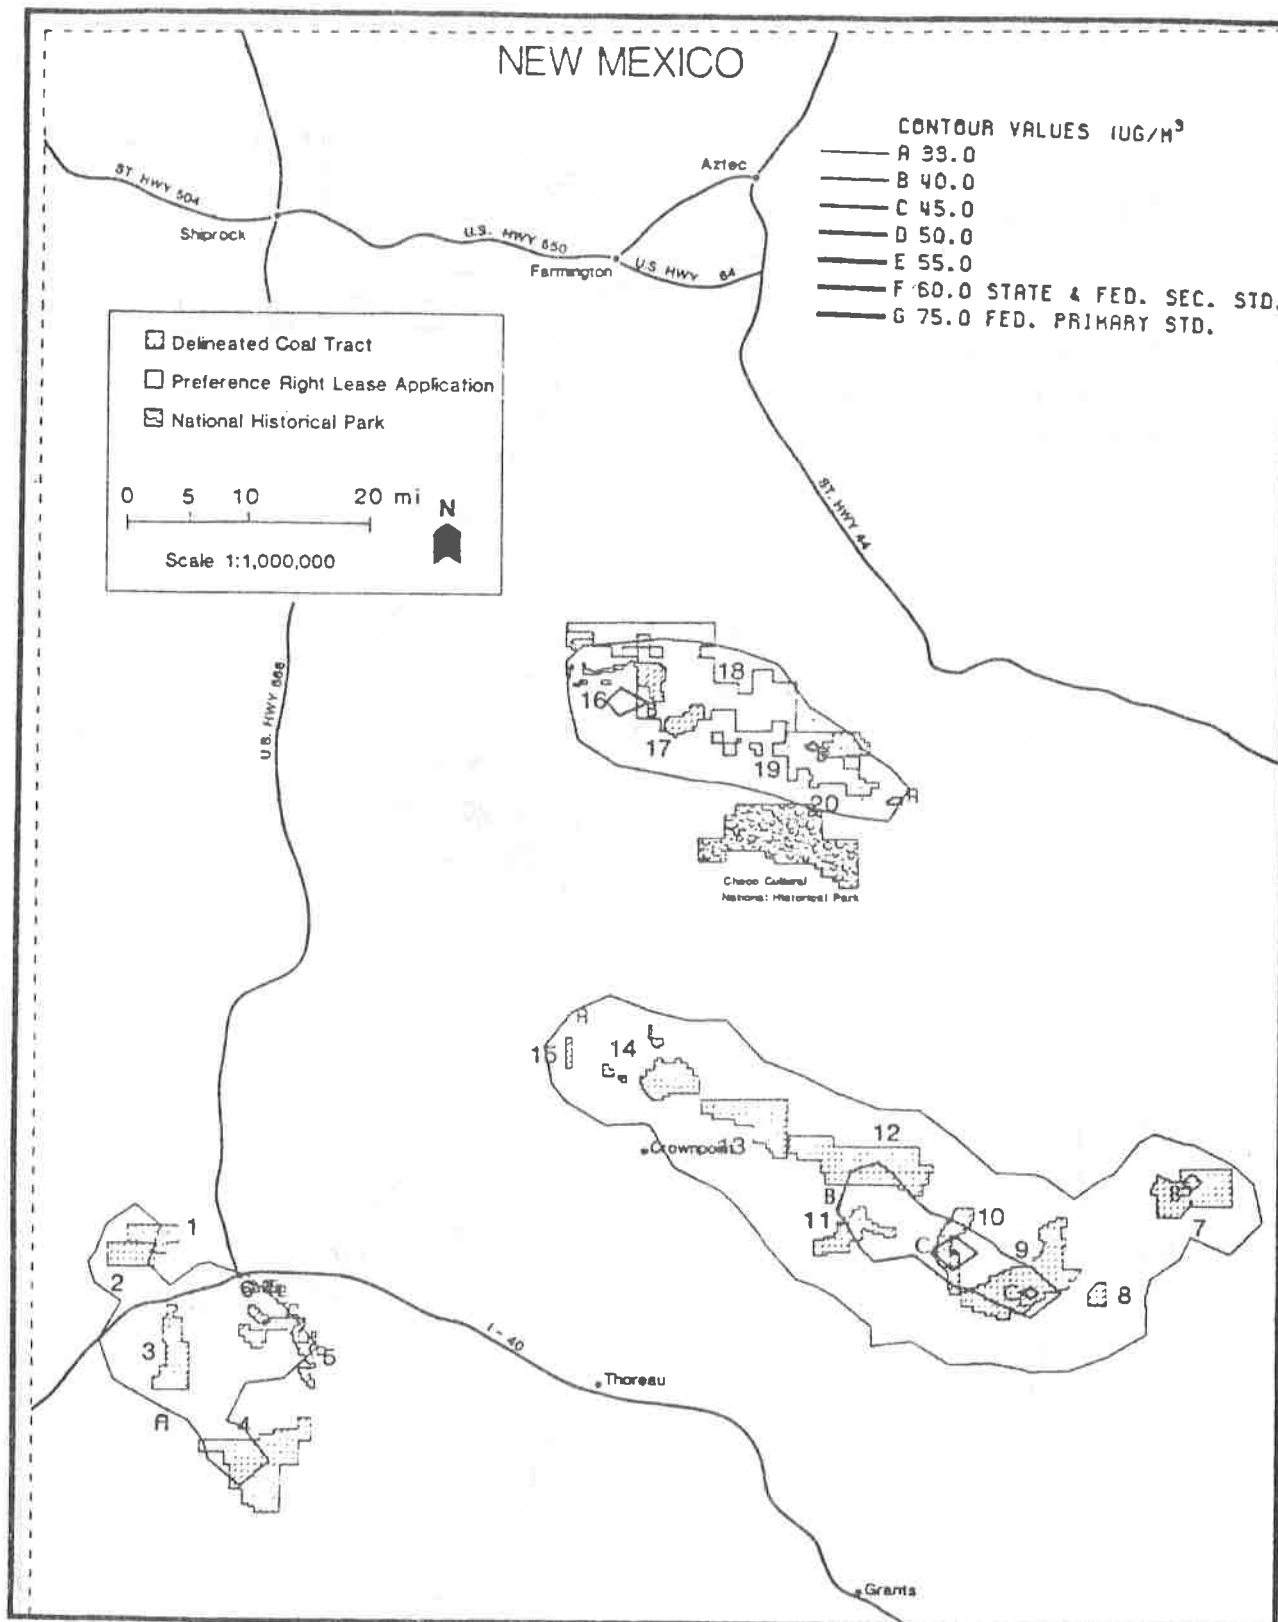 NEW MEXICO
CONTOUR VALUES (UG/M³
A 39.0
B 40.0
C 45.0
D 50.0
E 55.0
F 60.0 STATE & FED. SEC. STD.
G 75.0 FED. PRIMARY STD.
Aztec
ST. HWY 504
Shiprock
U.S. HWY 550
Farmington
U.S. HWY 64
Delineated Coal Tract
Preference Right Lease Application
National Historical Park
0 5 10 20 mi
N
Scale 1:1,000,000
ST. HWY 44
U.S. HWY 666
18
16
B
17
19
B
20
A
Chaco Cultural
National Historical Park
A
15
14
12
Crownpoint
13
B
B
7
11
10
C
9
C
8
1
2
6
3
5
I-40
Thoreau
A
4
Grants